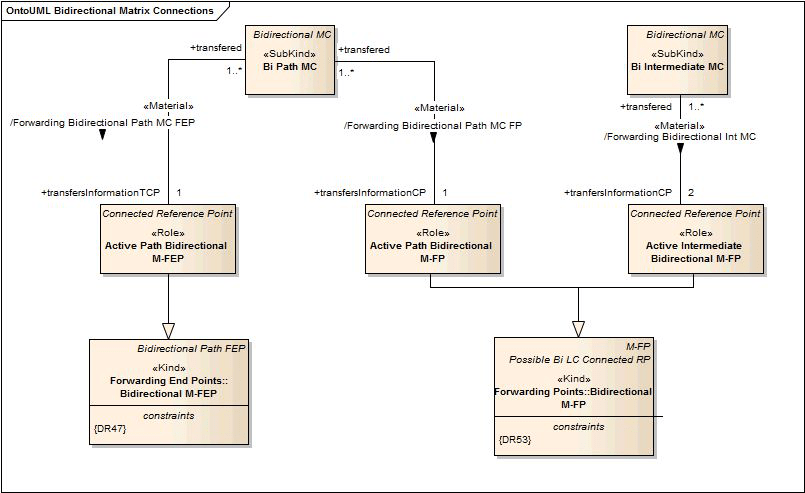 OntoUML Bidirectional Matrix Connections
Bidirectional MC
«SubKind»
Bi Path MC
Bidirectional MC
«SubKind»
Bi Intermediate MC
+transfered
1..*
+transfered
1..*
+transfered
1..*
«Material»
/Forwarding Bidirectional Path MC FEP
«Material»
/Forwarding Bidirectional Path MC FP
«Material»
/Forwarding Bidirectional Int MC
+transfersInformationTCP
1
+transfersInformationCP
1
+tranfersInformationCP
2
Connected Reference Point
«Role»
Active Path Bidirectional
M-FEP
Connected Reference Point
«Role»
Active Path Bidirectional
M-FP
Connected Reference Point
«Role»
Active Intermediate
Bidirectional M-FP
Bidirectional Path FEP
«Kind»
Forwarding End Points::
Bidirectional M-FEP
constraints
{DR47}
M-FP
Possible Bi LC Connected RP
«Kind»
Forwarding Points::Bidirectional
M-FP
constraints
{DR53}